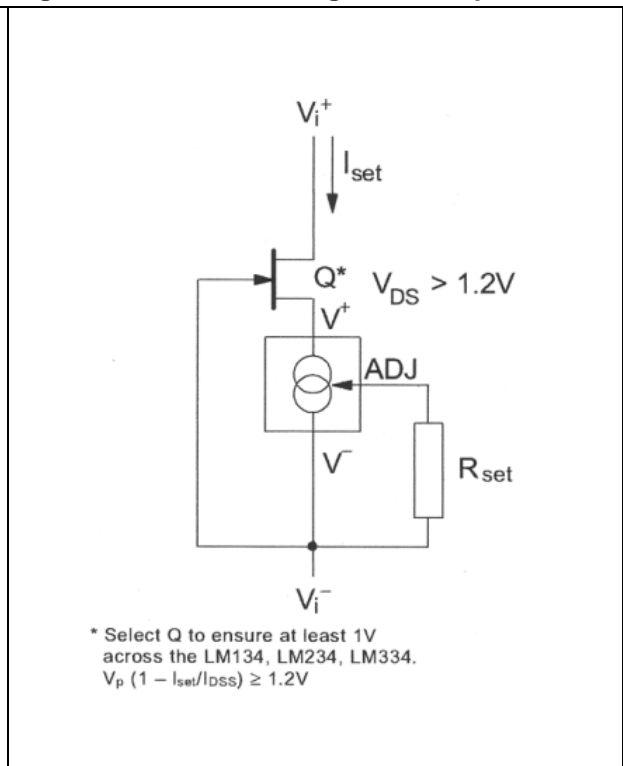 Vi+
Iset
Q*
VDS > 1.2V
V+
ADJ
V−
Rset
Vi−
* Select Q to ensure at least 1V
across the LM134, LM234, LM334.
Vp (1 – Iset/IDSS) ≥ 1.2V